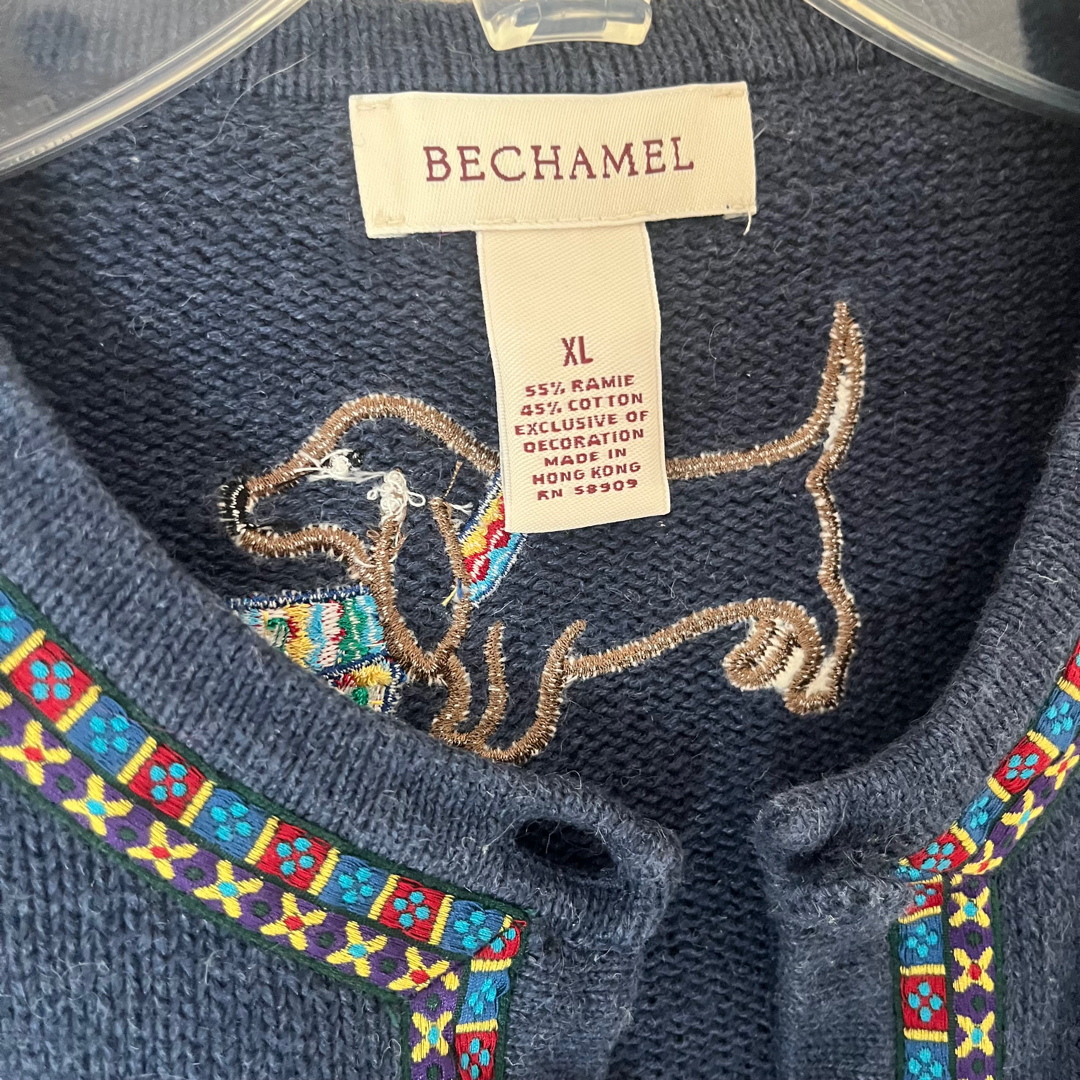 BECHAMEL
XL
55% RAMIE
45% COTTON
EXCLUSIVE OF
DECORATION
MADE IN
HONG KONG
RN 58909